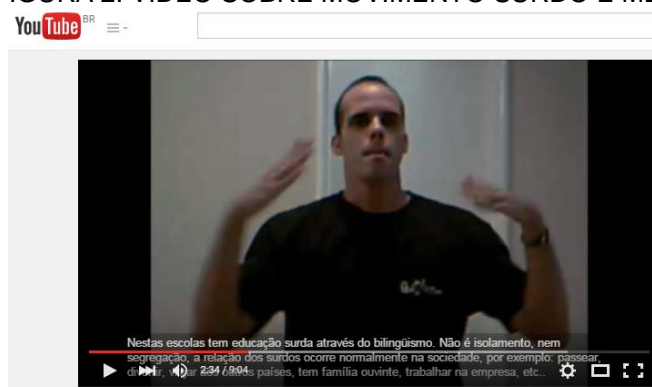 VÍDEO SOBRE MOVIMENTO SURDO E
YouTube BR
Nestas escolas tem educação surda através do bilingüismo. Não é isolamento, nem
segregação, a relação dos surdos ocorre normalmente na sociedade, por exemplo: passear,
países, tem família ouvinte, trabalhar na empresa, etc..
2:34 / 9:04